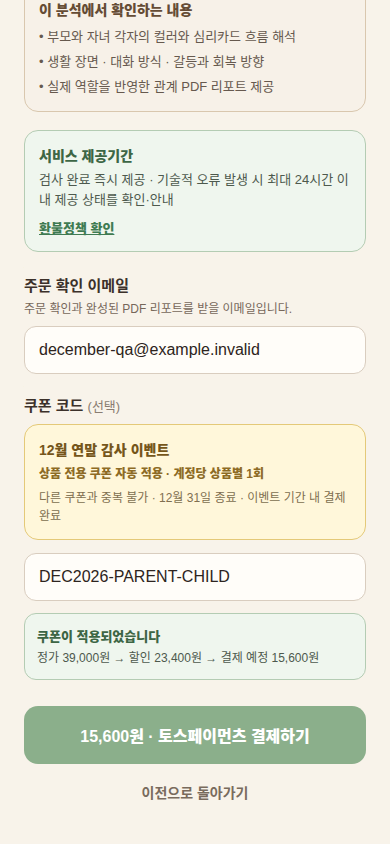 이 분석에서 확인하는 내용
• 부모와 자녀 각자의 컬러와 심리카드 흐름 해석
• 생활 장면 · 대화 방식 · 갈등과 회복 방향
• 실제 역할을 반영한 관계 PDF 리포트 제공
서비스 제공기간
검사 완료 즉시 제공 · 기술적 오류 발생 시 최대 24시간 이
내 제공 상태를 확인·안내
환불정책 확인
주문 확인 이메일
주문 확인과 완성된 PDF 리포트를 받을 이메일입니다.
december-qa@example.invalid
쿠폰 코드 (선택)
12월 연말 감사 이벤트
상품 전용 쿠폰 자동 적용 · 계정당 상품별 1회
다른 쿠폰과 중복 불가 · 12월 31일 종료 · 이벤트 기간 내 결제
완료
DEC2026-PARENT-CHILD
쿠폰이 적용되었습니다
정가 39,000원 → 할인 23,400원 → 결제 예정 15,600원
15,600원 · 토스페이먼츠 결제하기
이전으로 돌아가기